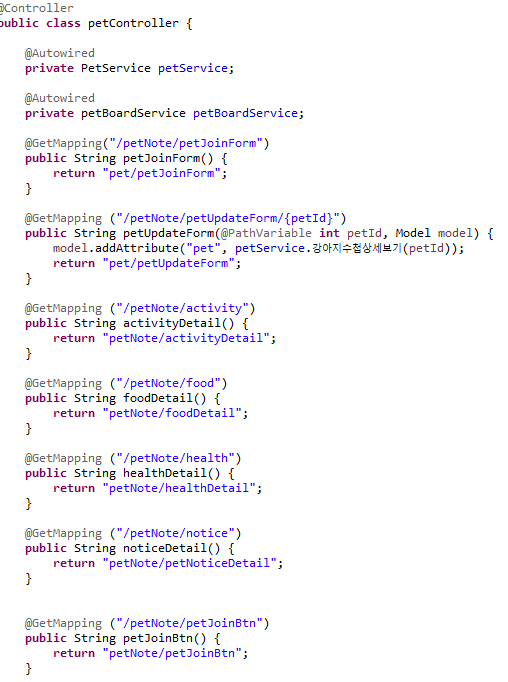 @Controller
public class petController {
@Autowired
private PetService petService;
@Autowired
private petBoardService petBoardService;
@GetMapping("/petNote/petJoinForm")
public String petJoinForm() {
return "pet/petJoinForm";
}
@GetMapping ("/petNote/petUpdateForm/{petId}")
public String petUpdateForm(@PathVariable int petId, Model model) {
model.addAttribute("pet", petService.강아지수첩상세보기(petId));
return "pet/petUpdateForm";
}
@GetMapping ("/petNote/activity")
public String activityDetail() {
return "petNote/activityDetail";
}
@GetMapping ("/petNote/food")
public String foodDetail() {
return "petNote/foodDetail";
}
@GetMapping ("/petNote/health")
public String healthDetail() {
return "petNote/healthDetail";
}
@GetMapping ("/petNote/notice")
public String noticeDetail() {
return "petNote/petNoticeDetail";
}
@GetMapping ("/petNote/petJoinBtn")
public String petJoinBtn() {
return "petNote/petJoinBtn";
}